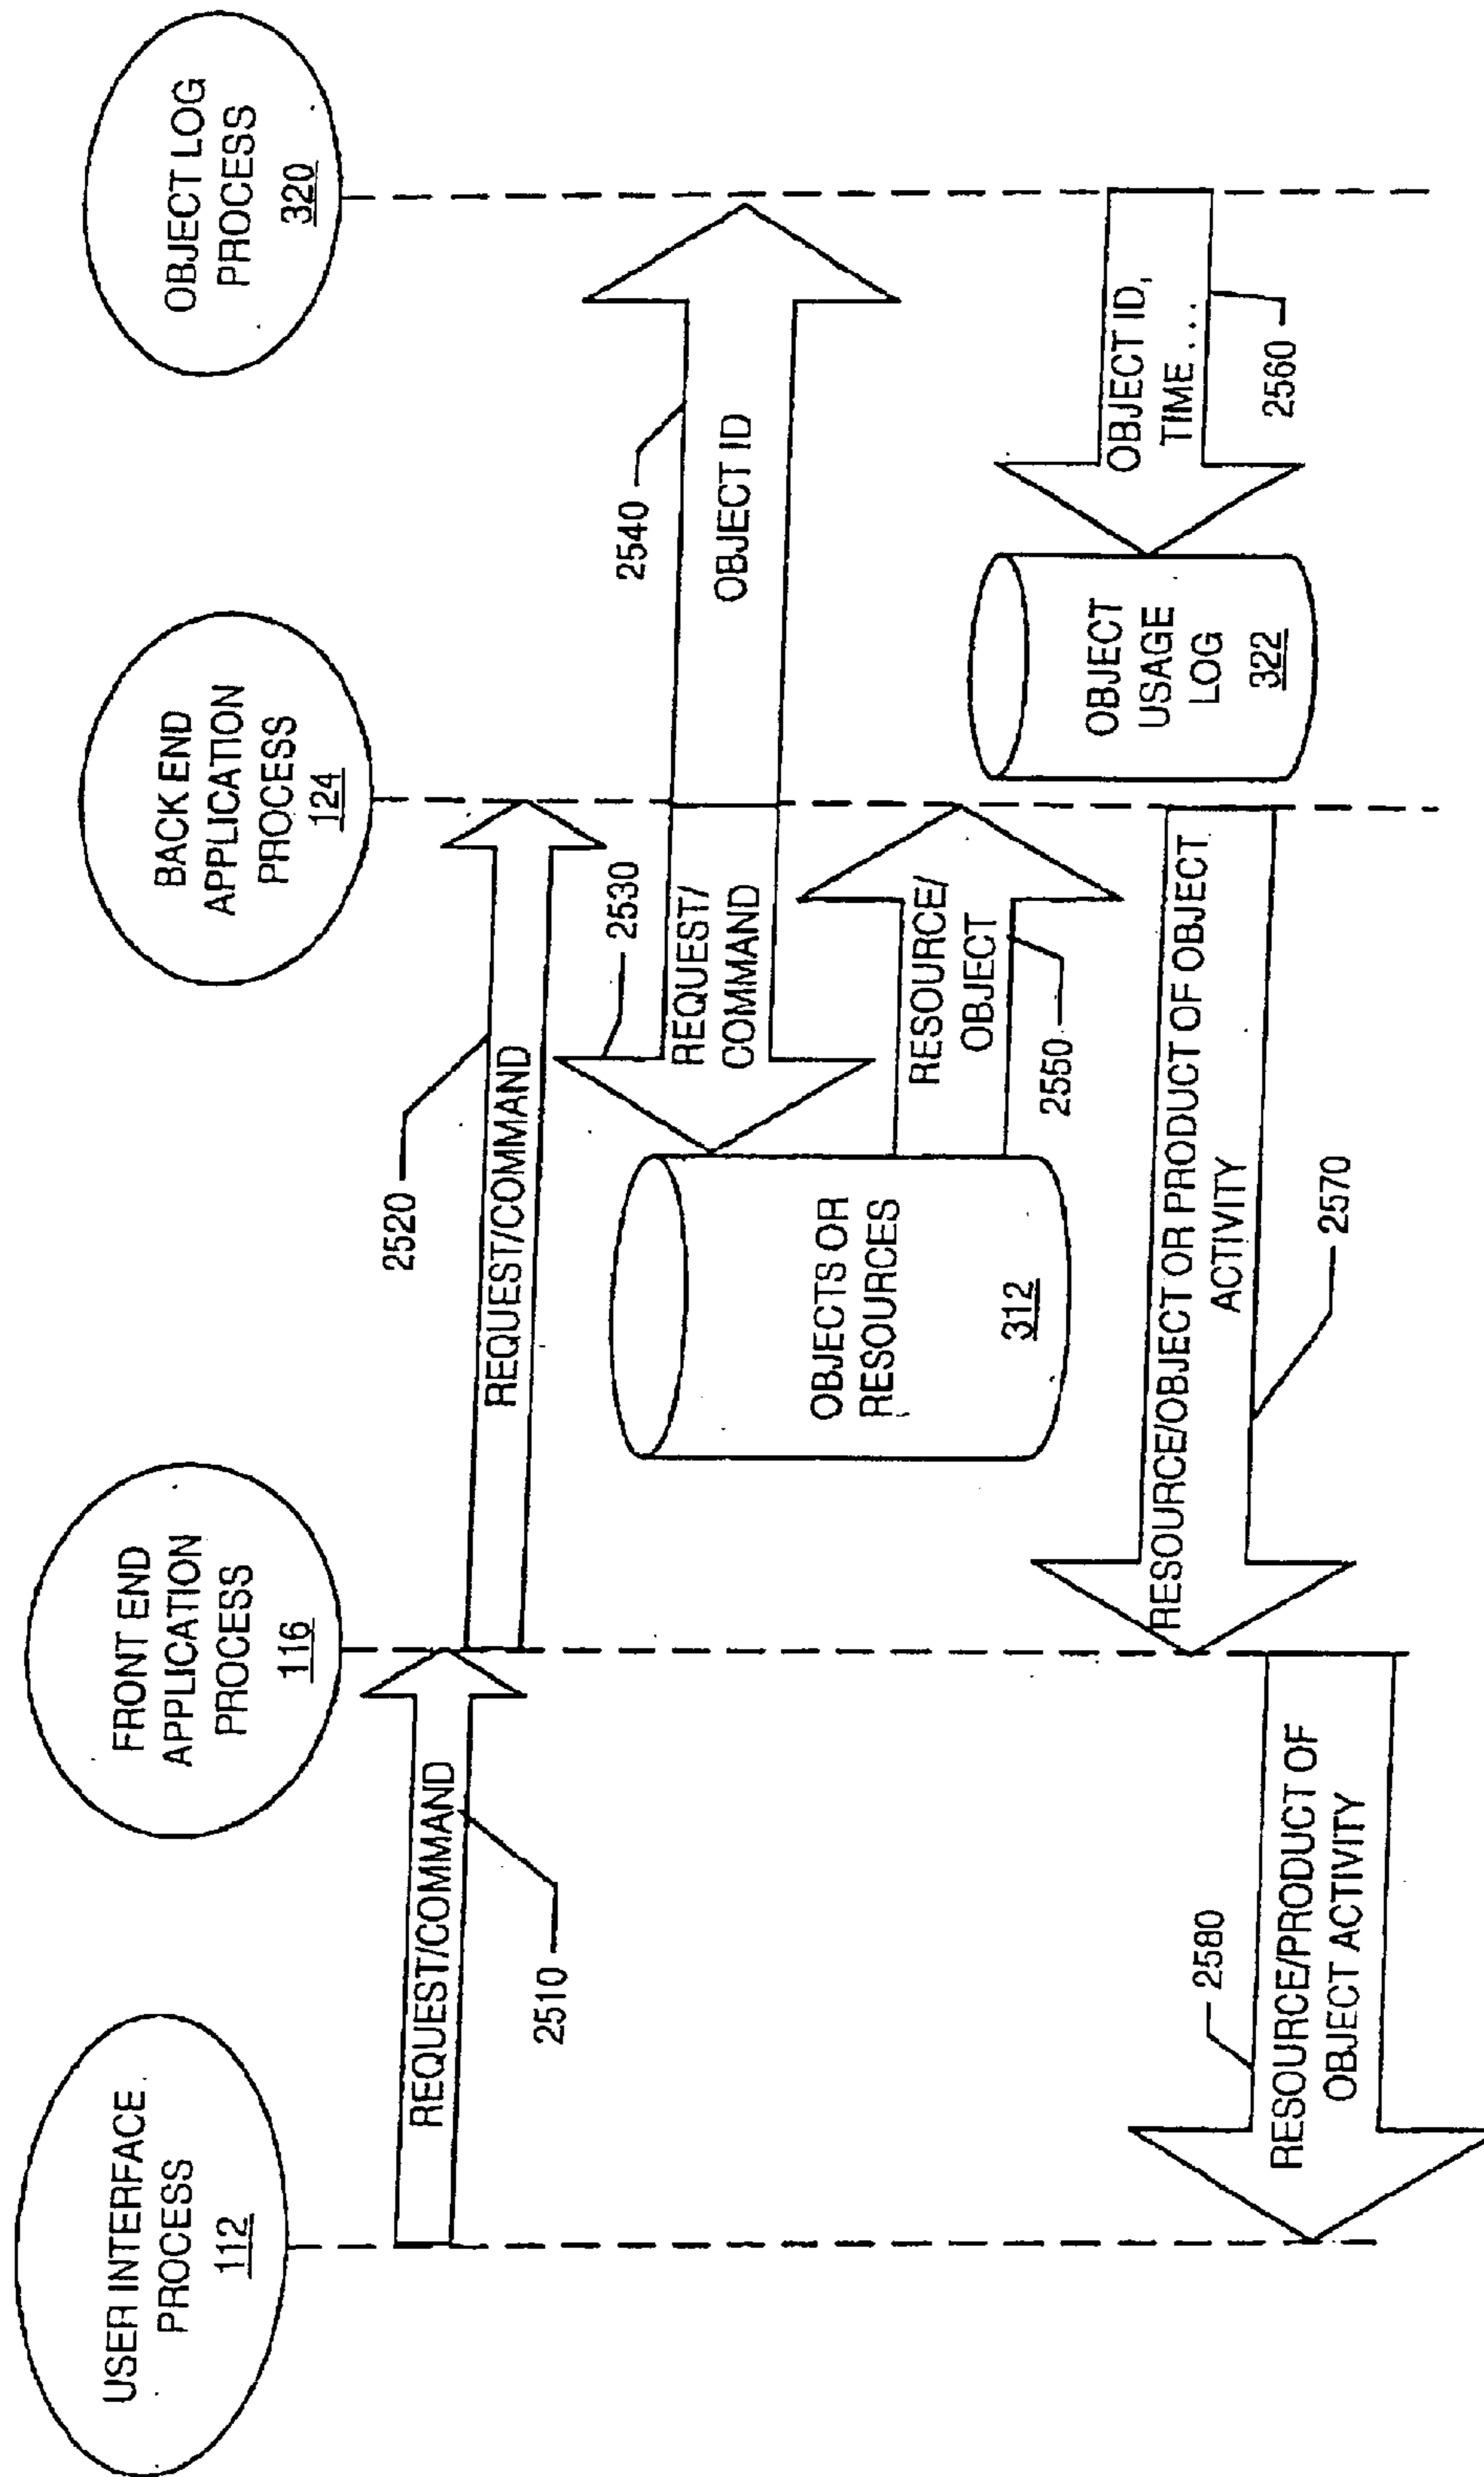 USER INTERFACE
PROCESS
112
FRONT END
APPLICATION
PROCESS
116
BACK END
APPLICATION
PROCESS
124
OBJECT LOG
PROCESS
320
REQUEST/COMMAND
2510
REQUEST/COMMAND
2520
REQUEST/
COMMAND
2530
OBJECT ID
2540
OBJECTS OR
RESOURCES
312
RESOURCE/
OBJECT
2550
OBJECT ID,
TIME...
2560
OBJECT
USAGE
LOG
322
RESOURCE/OBJECT OR PRODUCT OF OBJECT
ACTIVITY
2570
RESOURCE/PRODUCT OF
OBJECT ACTIVITY
2580